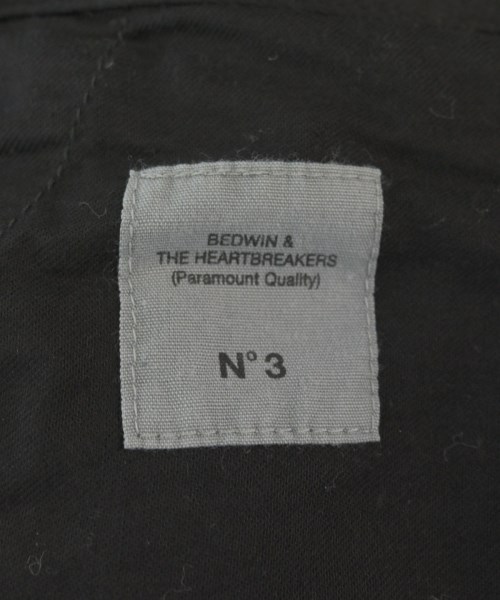 BEDWIN &
THE HEARTBREAKERS
(Paramount Quality)
N° 3